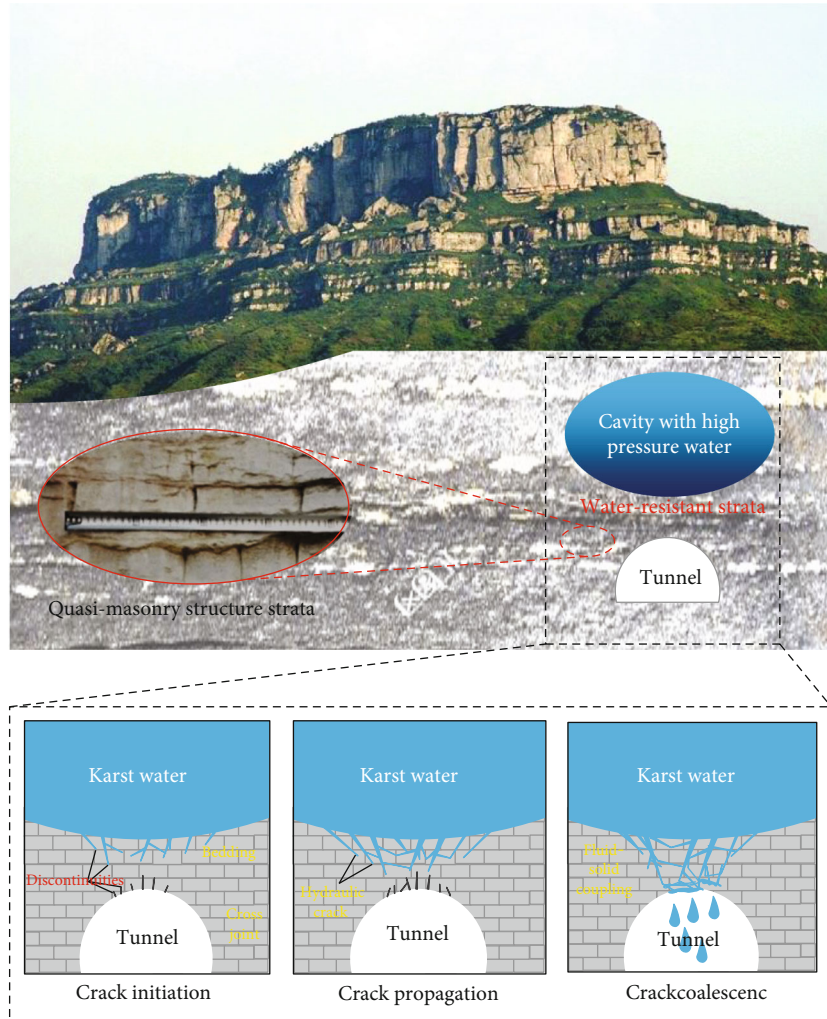 Cavity with high
pressure water
Water-resistant strata
Tunnel
Quasi-masonry structure strata
Karst water
Bedding
Discontinuities
Cross
joint
Tunnel
Crack initiation
Karst water
Hydraulic
crack
Tunnel
Crack propagation
Karst water
Fluid-
solid
coupling
Tunnel
Crackcoalescenc